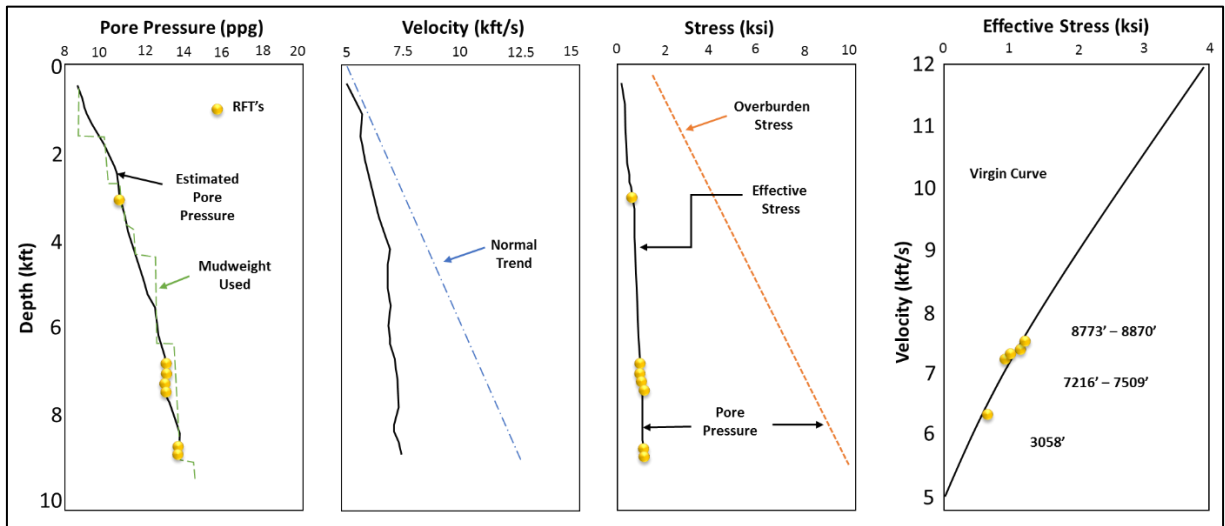 Pore Pressure (ppg)
8 10 12 14 16 18 20
0
2
4
6
8
10
Depth (kft)
RFT's
Estimated
Pore
Pressure
Mudweight
Used
Velocity (kft/s)
5 7.5 10 12.5 15
Normal
Trend
Stress (ksi)
0 2 4 6 8 10
Overburden
Stress
Effective
Stress
Pore
Pressure
Effective Stress (ksi)
0 1 2 3 4
12
11
10
9
8
7
6
5
Velocity (kft/s)
Virgin Curve
8773’ – 8870’
7216’ – 7509’
3058’